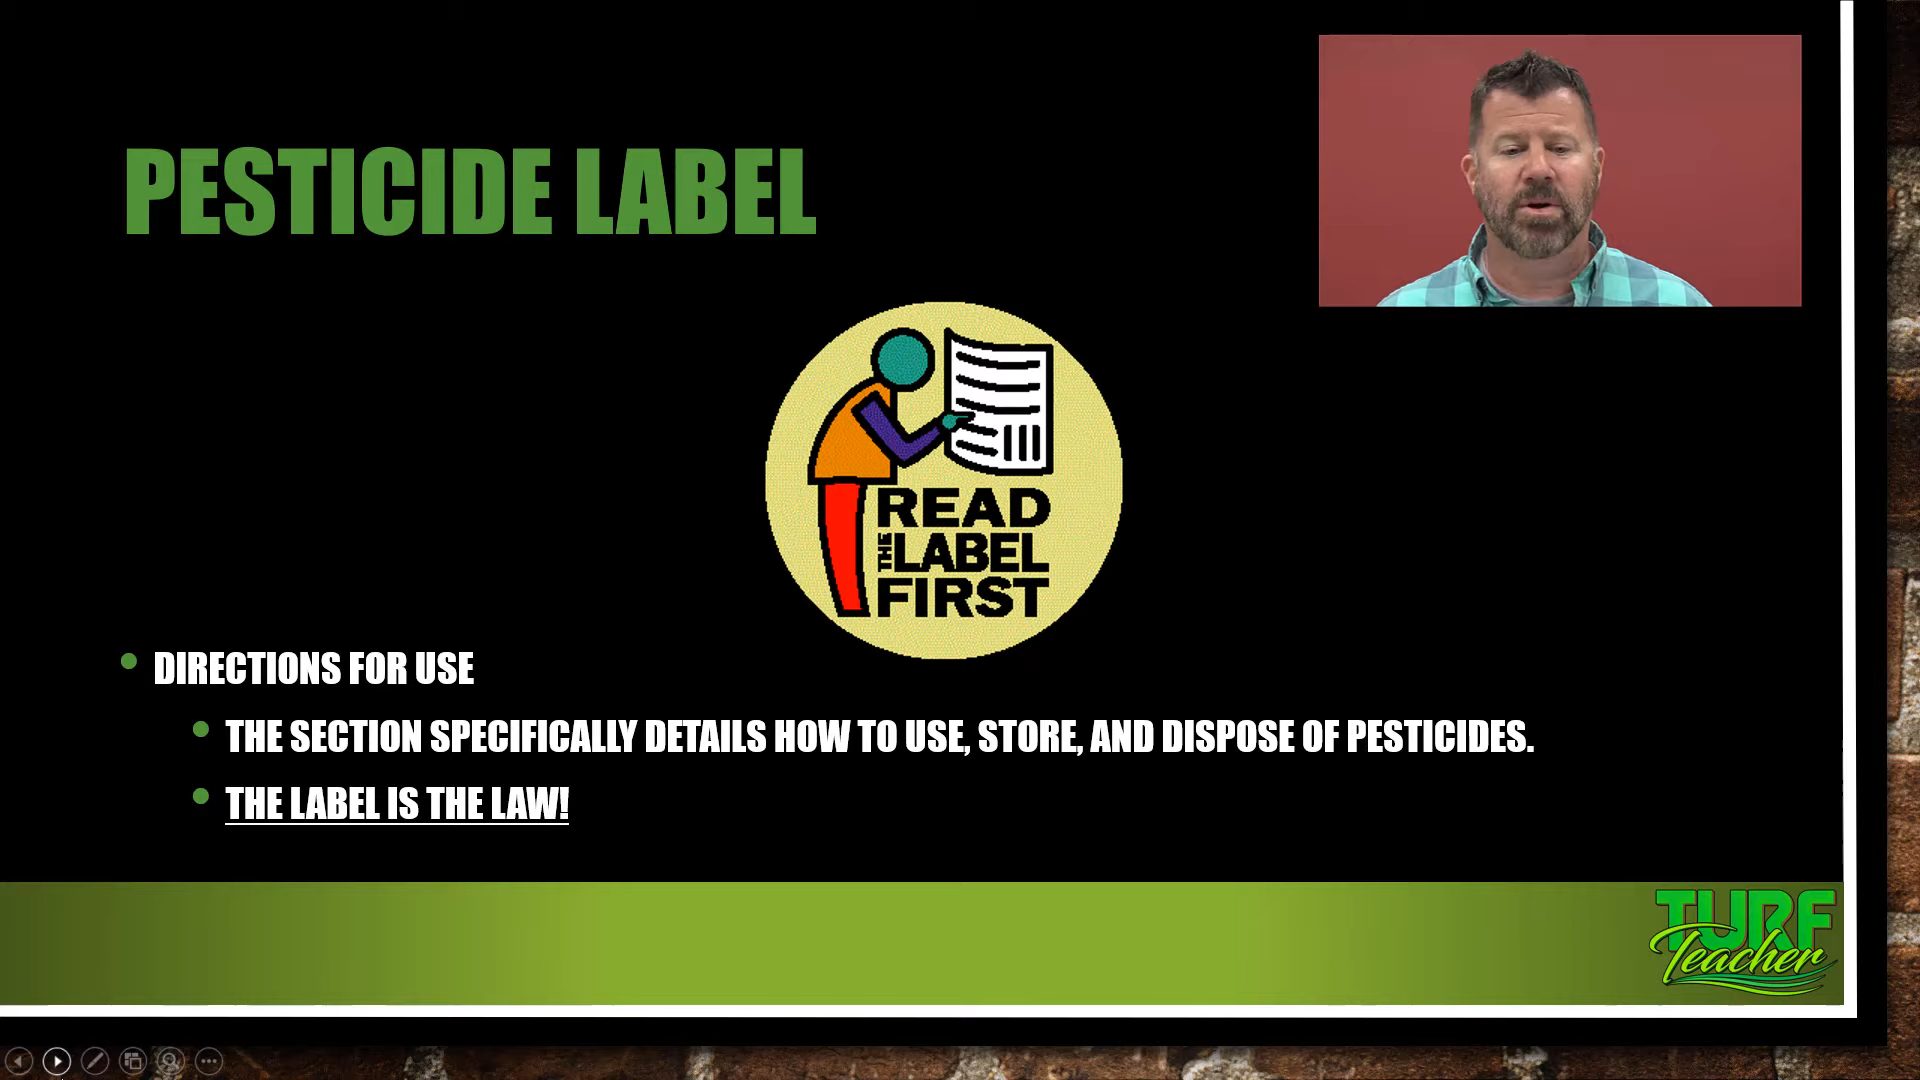 PESTICIDE LABEL
READ
THE LABEL
FIRST
DIRECTIONS FOR USE
THE SECTION SPECIFICALLY DETAILS HOW TO USE, STORE, AND DISPOSE OF PESTICIDES.
THE LABEL IS THE LAW!
TURF
Teacher